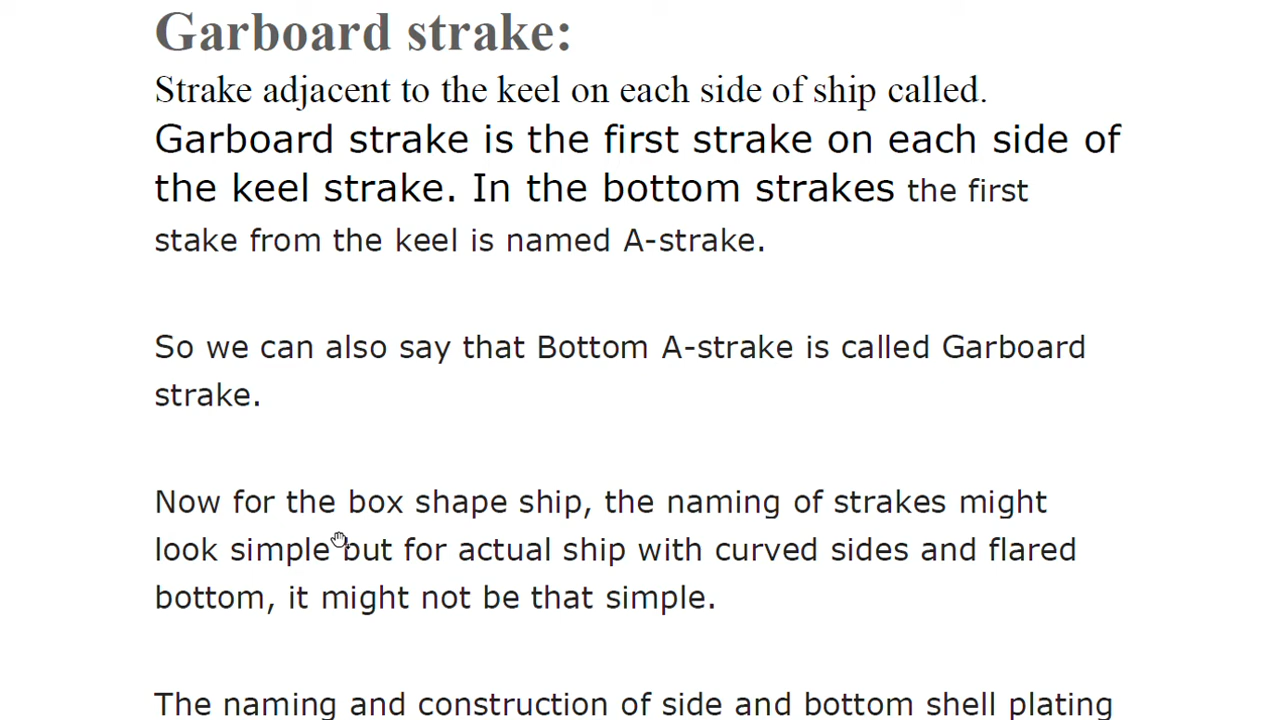 Garboard strake:
Strake adjacent to the keel on each side of ship called.
Garboard strake is the first strake on each side of
the keel strake. In the bottom strakes the first
stake from the keel is named A-strake.
So we can also say that Bottom A-strake is called Garboard
strake.
Now for the box shape ship, the naming of strakes might
look simple but for actual ship with curved sides and flared
bottom, it might not be that simple.
The naming and construction of side and bottom shell plating